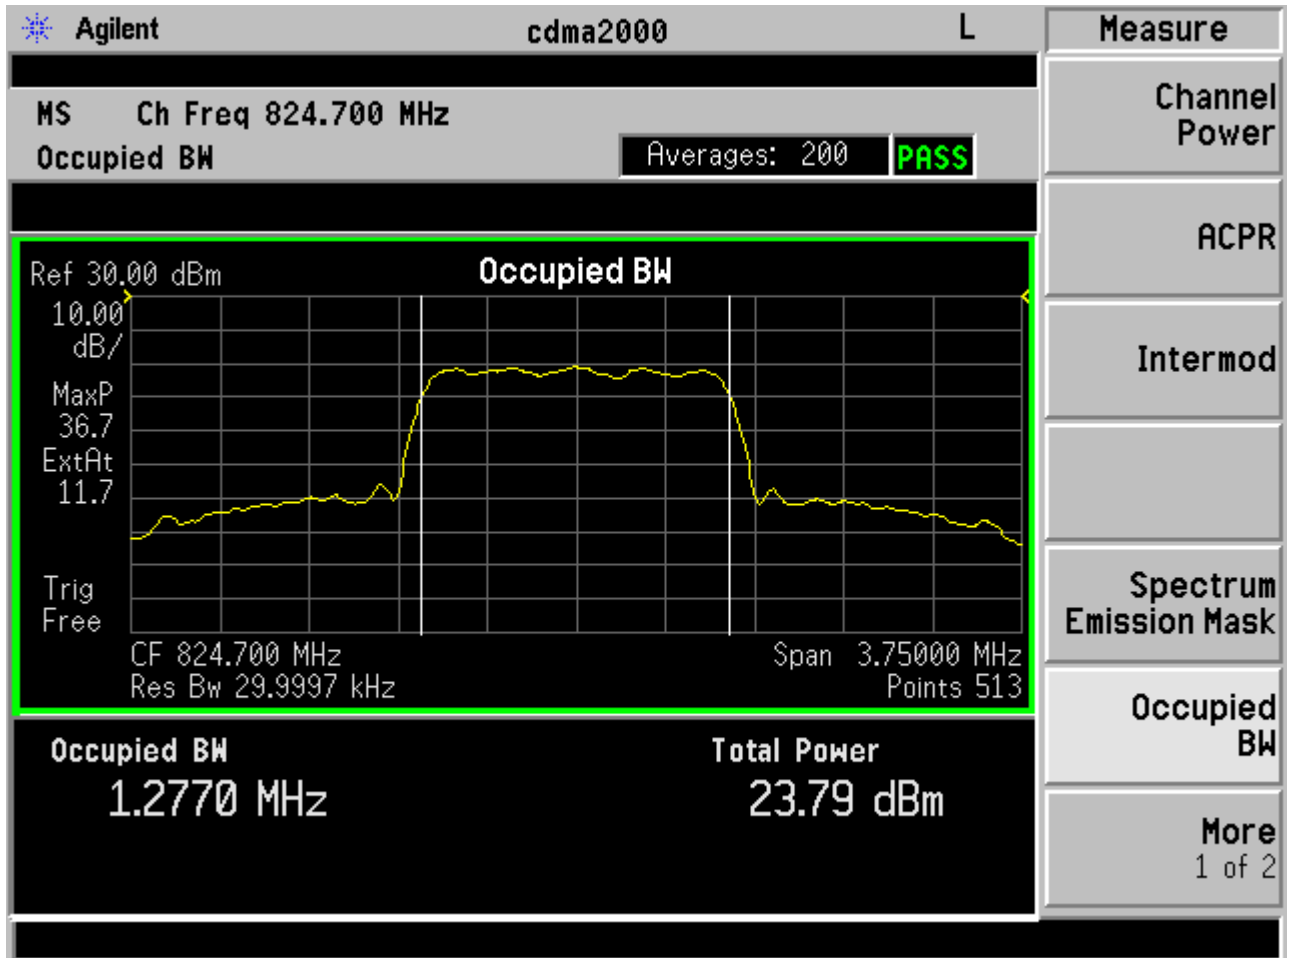 Agilent cdma2000 L Measure
MS Ch Freq 824.700 MHz
Occupied BW Averages: 200 PASS
Occupied BW
Ref 30.00 dBm
10.00
dB/
MaxP
36.7
ExtAt
11.7
Trig
Free
CF 824.700 MHz Span 3.75000 MHz
Res Bw 29.9997 kHz Points 513
Occupied BW Total Power
1.2770 MHz 23.79 dBm
Channel
Power
ACPR
Intermod
Spectrum
Emission Mask
Occupied
BW
More
1 of 2